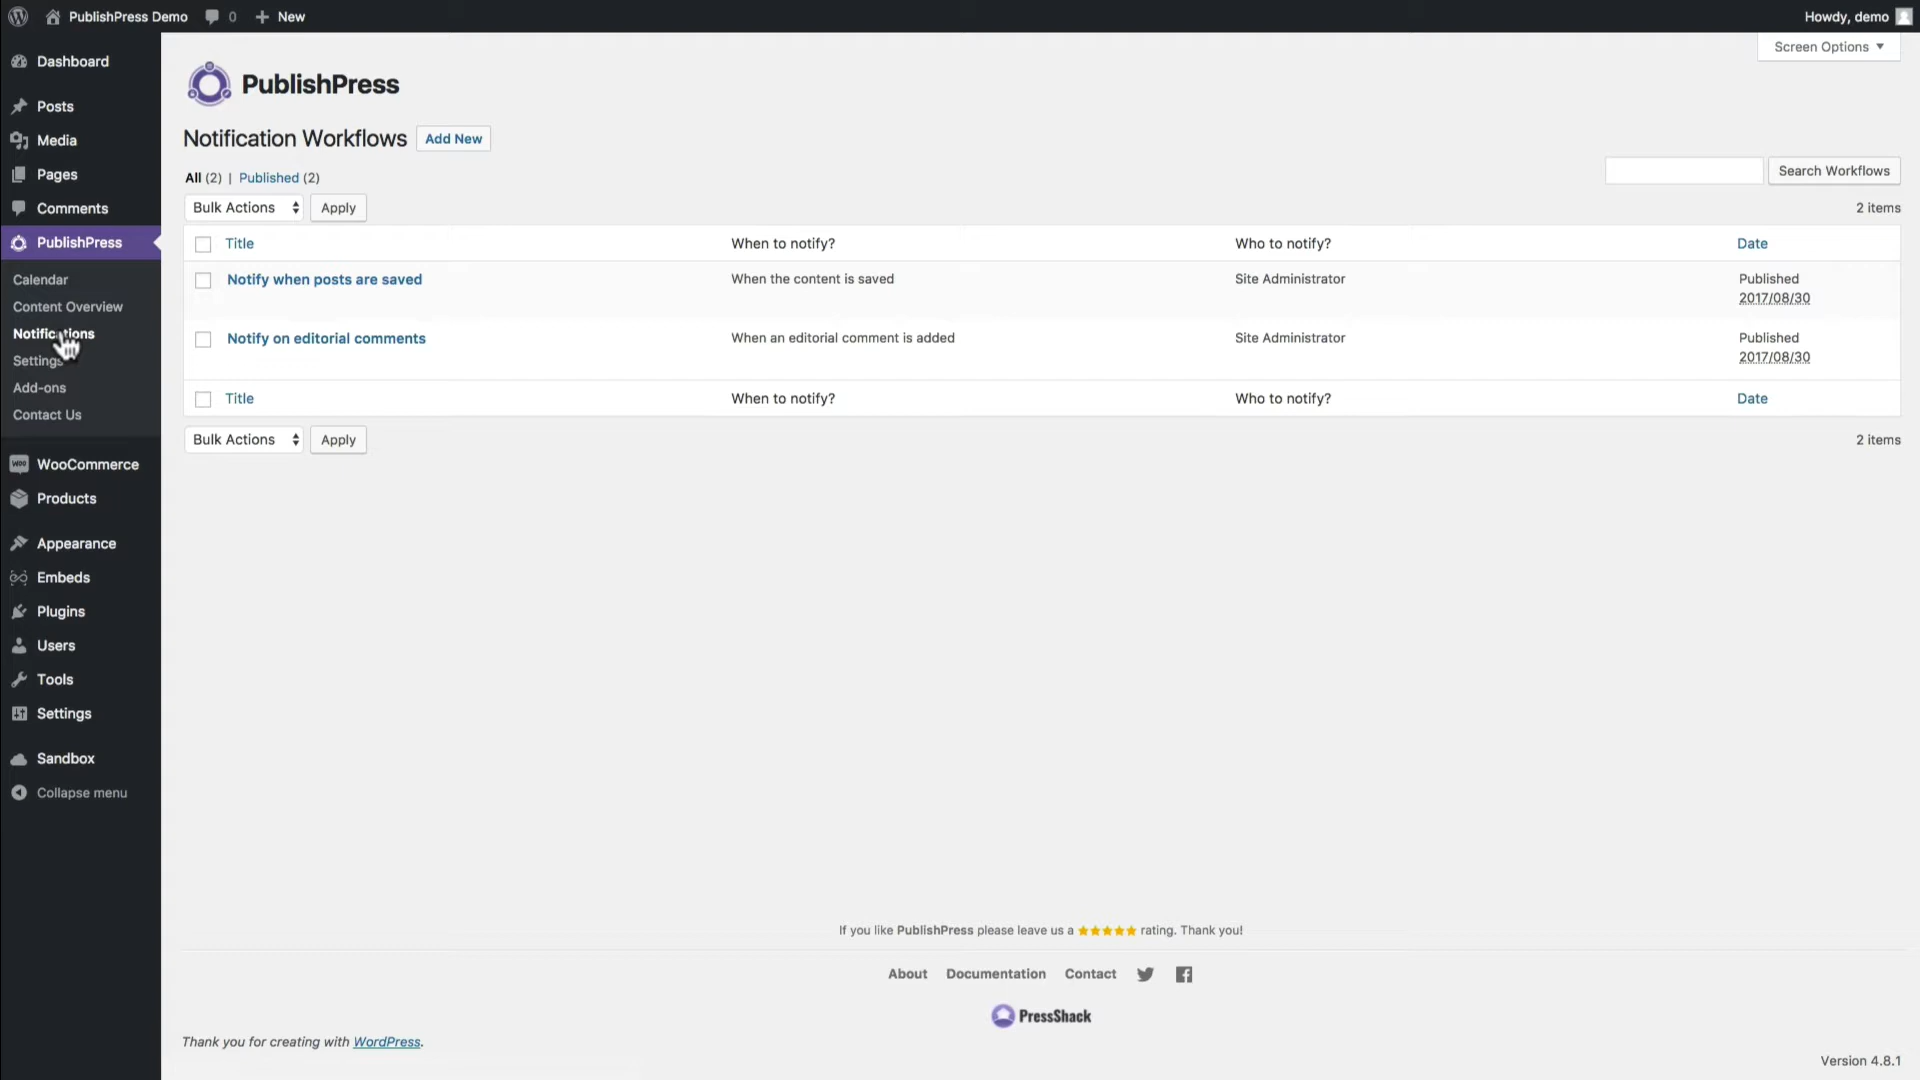 PublishPress Demo 0 New Howdy, demo
Screen Options
Dashboard
Posts
Media
Pages
Comments
PublishPress
Calendar
Content Overview
Notifications
Settings
Add-ons
Contact Us
WooCommerce
Products
Appearance
Embeds
Plugins
Users
Tools
Settings
Sandbox
Collapse menu
PublishPress
Notification Workflows Add New
All (2) | Published (2)
Search Workflows
Bulk Actions Apply 2 items
Title When to notify? Who to notify? Date
Notify when posts are saved When the content is saved Site Administrator Published
2017/08/30
Notify on editorial comments When an editorial comment is added Site Administrator Published
2017/08/30
Title When to notify? Who to notify? Date
Bulk Actions Apply 2 items
If you like PublishPress please leave us a ★★★★★ rating. Thank you!
About Documentation Contact
PressShack
Thank you for creating with WordPress.
Version 4.8.1